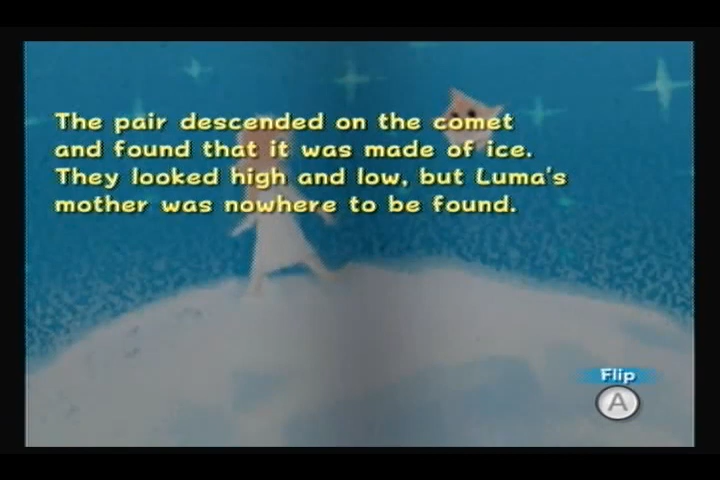 The pair descended on the comet
and found that it was made of ice.
They looked high and low, but Luma's
mother was nowhere to be found.
Flip
A